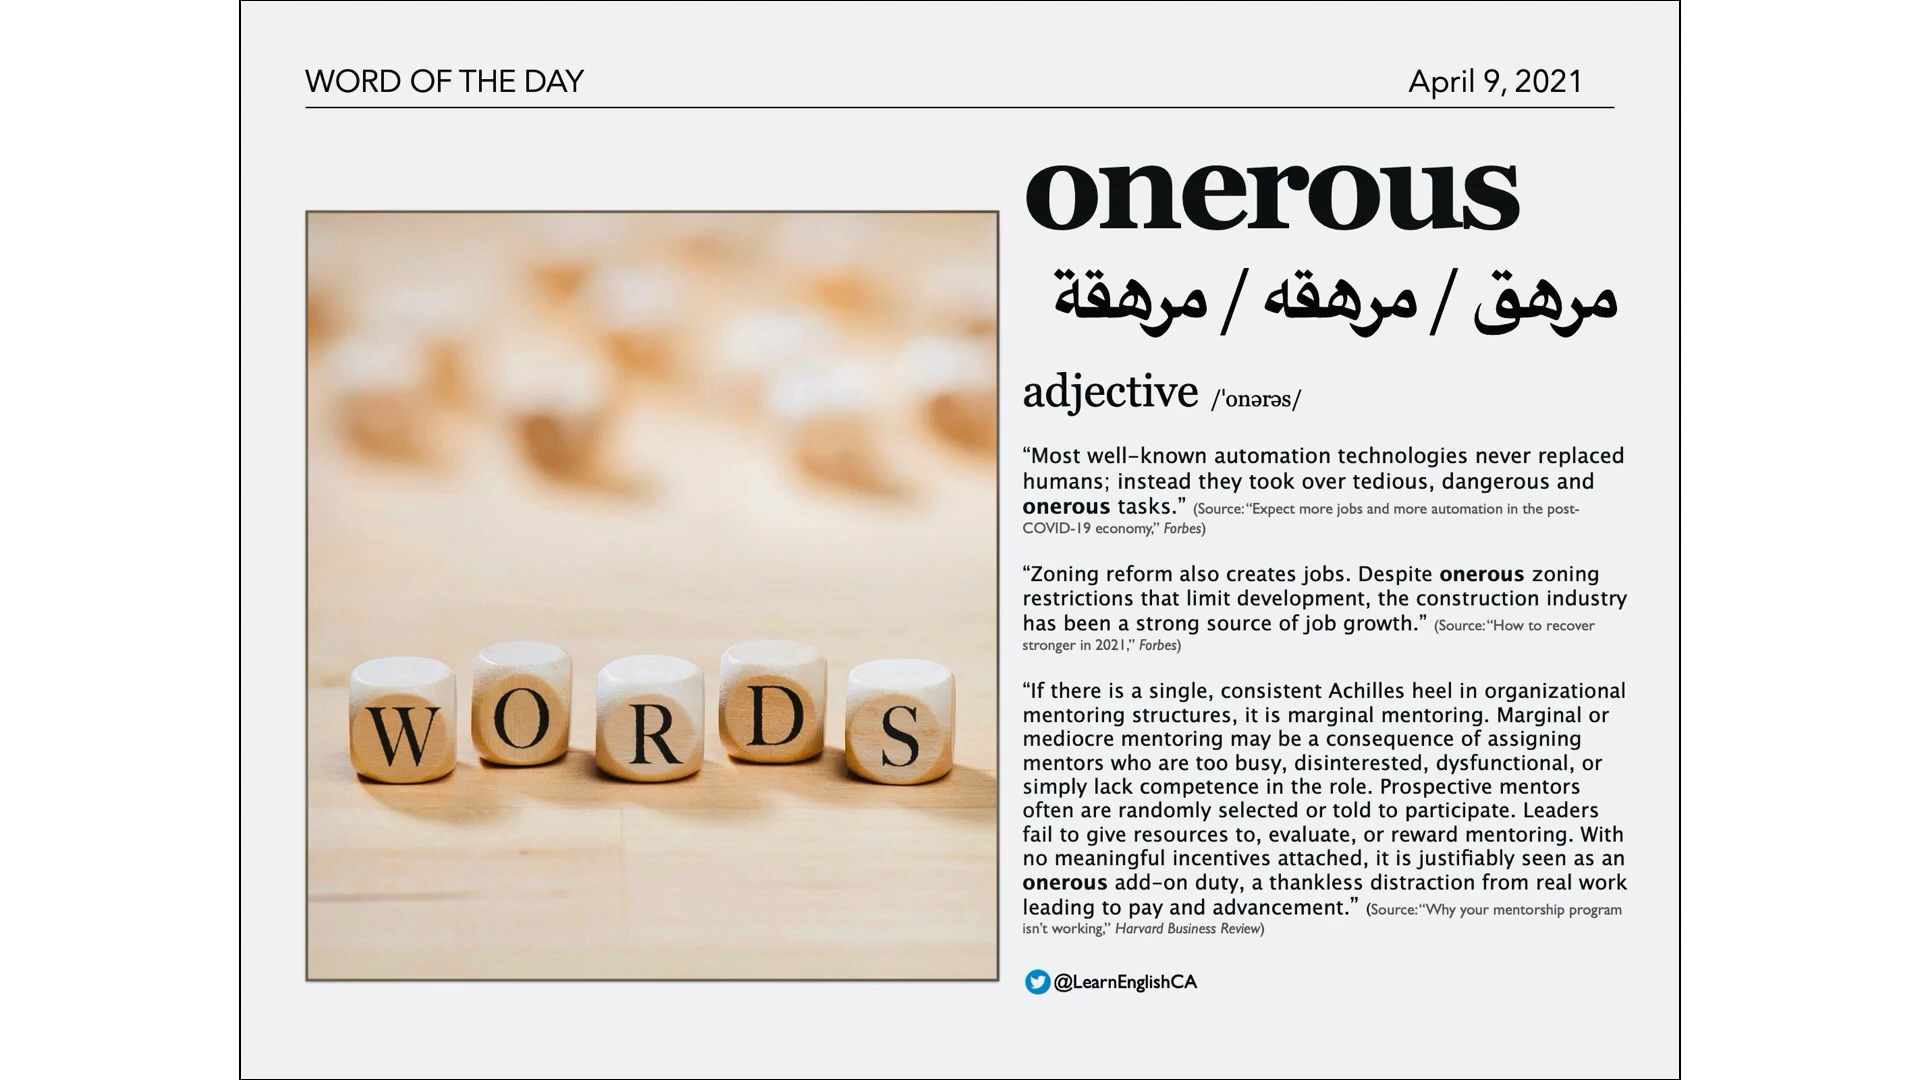 WORD OF THE DAY
April 9, 2021
onerous
مرهق / مرهقه / مرهقة
adjective /ˈonərəs/
“Most well-known automation technologies never replaced
humans; instead they took over tedious, dangerous and
onerous tasks.” (Source: “Expect more jobs and more automation in the post-
COVID-19 economy,” Forbes)
“Zoning reform also creates jobs. Despite onerous zoning
restrictions that limit development, the construction industry
has been a strong source of job growth.” (Source: “How to recover
stronger in 2021,” Forbes)
“If there is a single, consistent Achilles heel in organizational
mentoring structures, it is marginal mentoring. Marginal or
mediocre mentoring may be a consequence of assigning
mentors who are too busy, disinterested, dysfunctional, or
simply lack competence in the role. Prospective mentors
often are randomly selected or told to participate. Leaders
fail to give resources to, evaluate, or reward mentoring. With
no meaningful incentives attached, it is justifiably seen as an
onerous add-on duty, a thankless distraction from real work
leading to pay and advancement.” (Source: “Why your mentorship program
isn’t working,” Harvard Business Review)
@LearnEnglishCA
WORDS